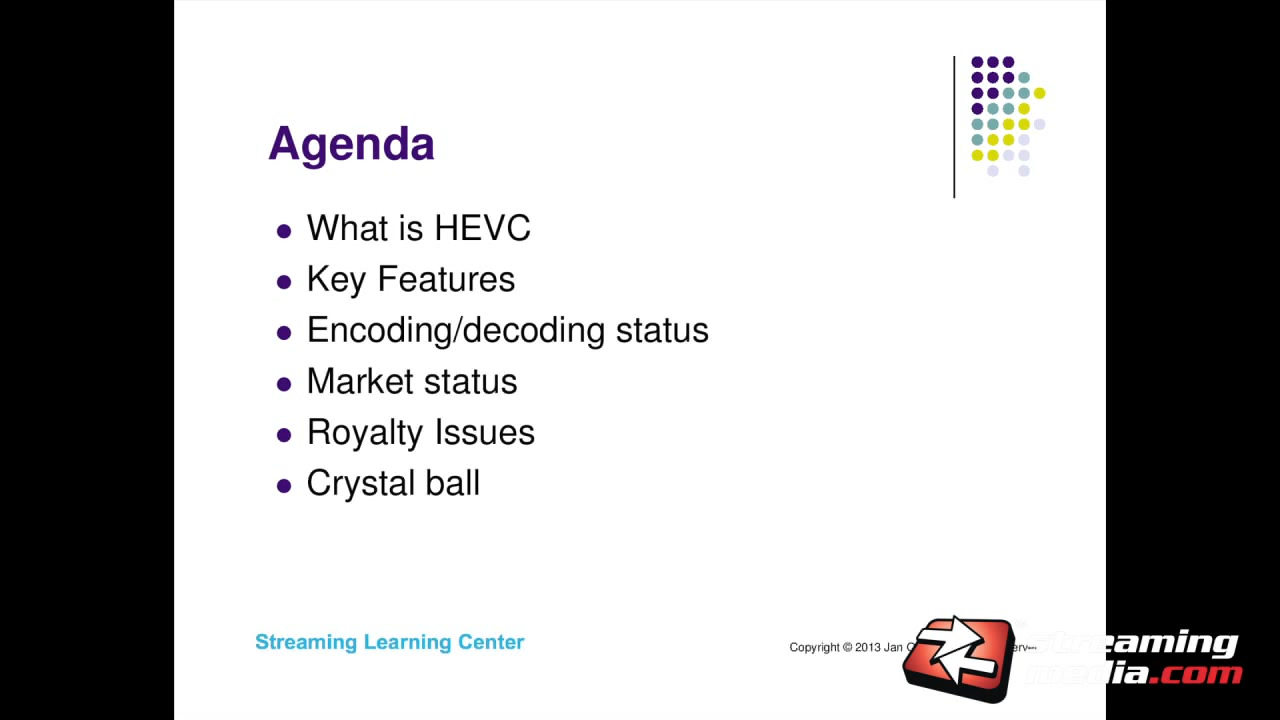 Agenda
What is HEVC
Key Features
Encoding/decoding status
Market status
Royalty Issues
Crystal ball
Streaming Learning Center
Copyright © 2013 Jan
streaming
media.com